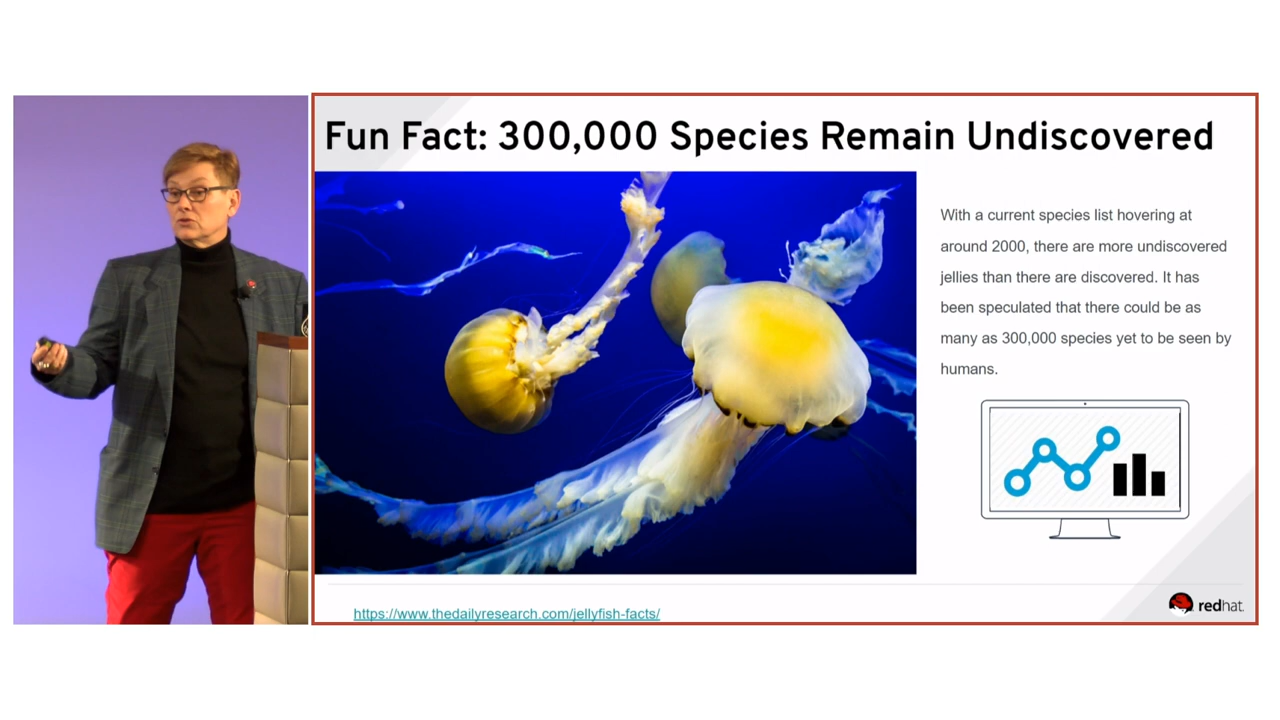 Fun Fact: 300,000 Species Remain Undiscovered
With a current species list hovering at
around 2000, there are more undiscovered
jellies than there are discovered. It has
been speculated that there could be as
many as 300,000 species yet to be seen by
humans.
https://www.thedailyresearch.com/jellyfish-facts/
redhat.